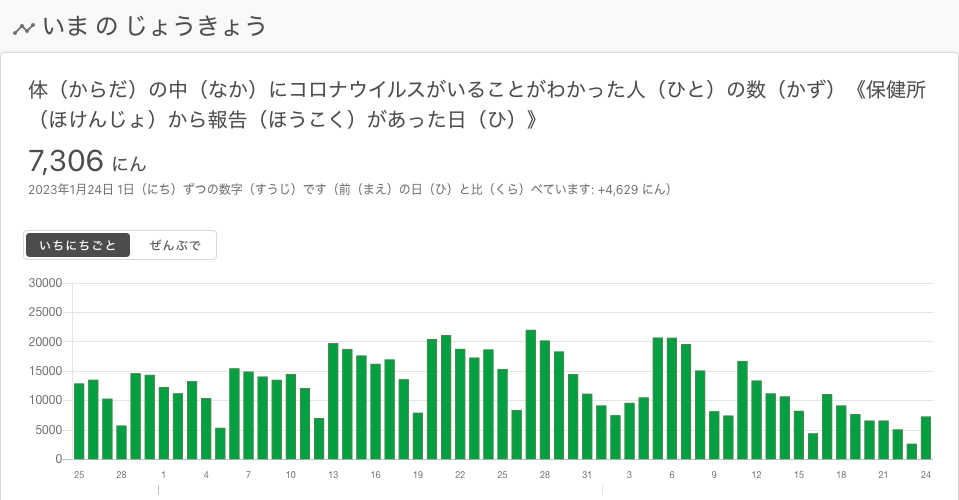 いま の じょうきょう
体（からだ）の中（なか）にコロナウイルスがいることがわかった人（ひと）の数（かず）《保健所
（ほけんじょ）から報告（ほうこく）があった日（ひ）》
7,306 にん
2023年1月24日 1日（にち）ずつの数字（すうじ）です（前（まえ）の日（ひ）と比（くら）べています: +4,629 にん）
いちにちごと ぜんぶで
30000
25000
20000
15000
10000
5000
0
25 28 1 4 7 10 13 16 19 22 25 28 31 3 6 9 12 15 18 21 24